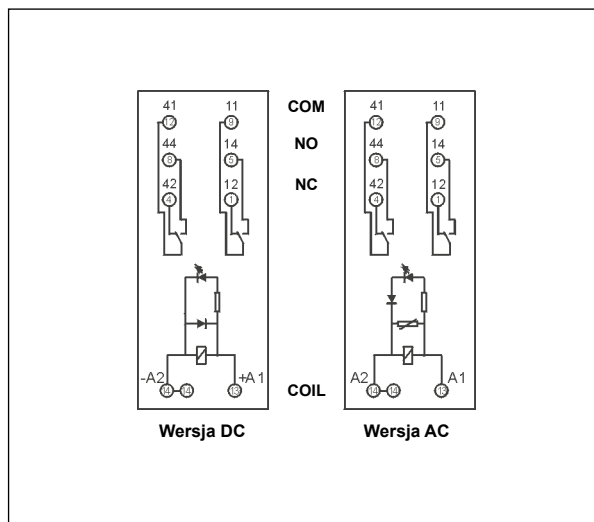 41 11 COM 41 11
12 9 12 9
44 14 NO 44 14
8 5 8 5
42 12 NC 42 12
4 1 4 1
-A2 +A1 A2 A1
14 14 13 COIL 14 14 13
Wersja DC Wersja AC